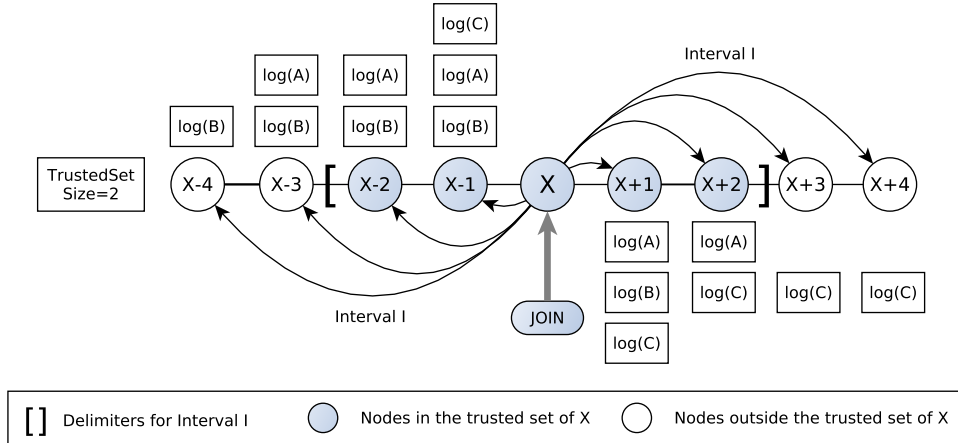 log(C)
log(A)
log(A)
log(A)
Interval I
log(B)
log(B)
log(B)
log(B)
TrustedSet
Size=2
X-4
X-3
[
X-2
X-1
X
X+1
X+2
]
X+3
X+4
log(A)
log(A)
log(B)
log(C)
log(C)
log(C)
Interval I
JOIN
log(C)
[ ] Delimiters for Interval I
Nodes in the trusted set of X
Nodes outside the trusted set of X